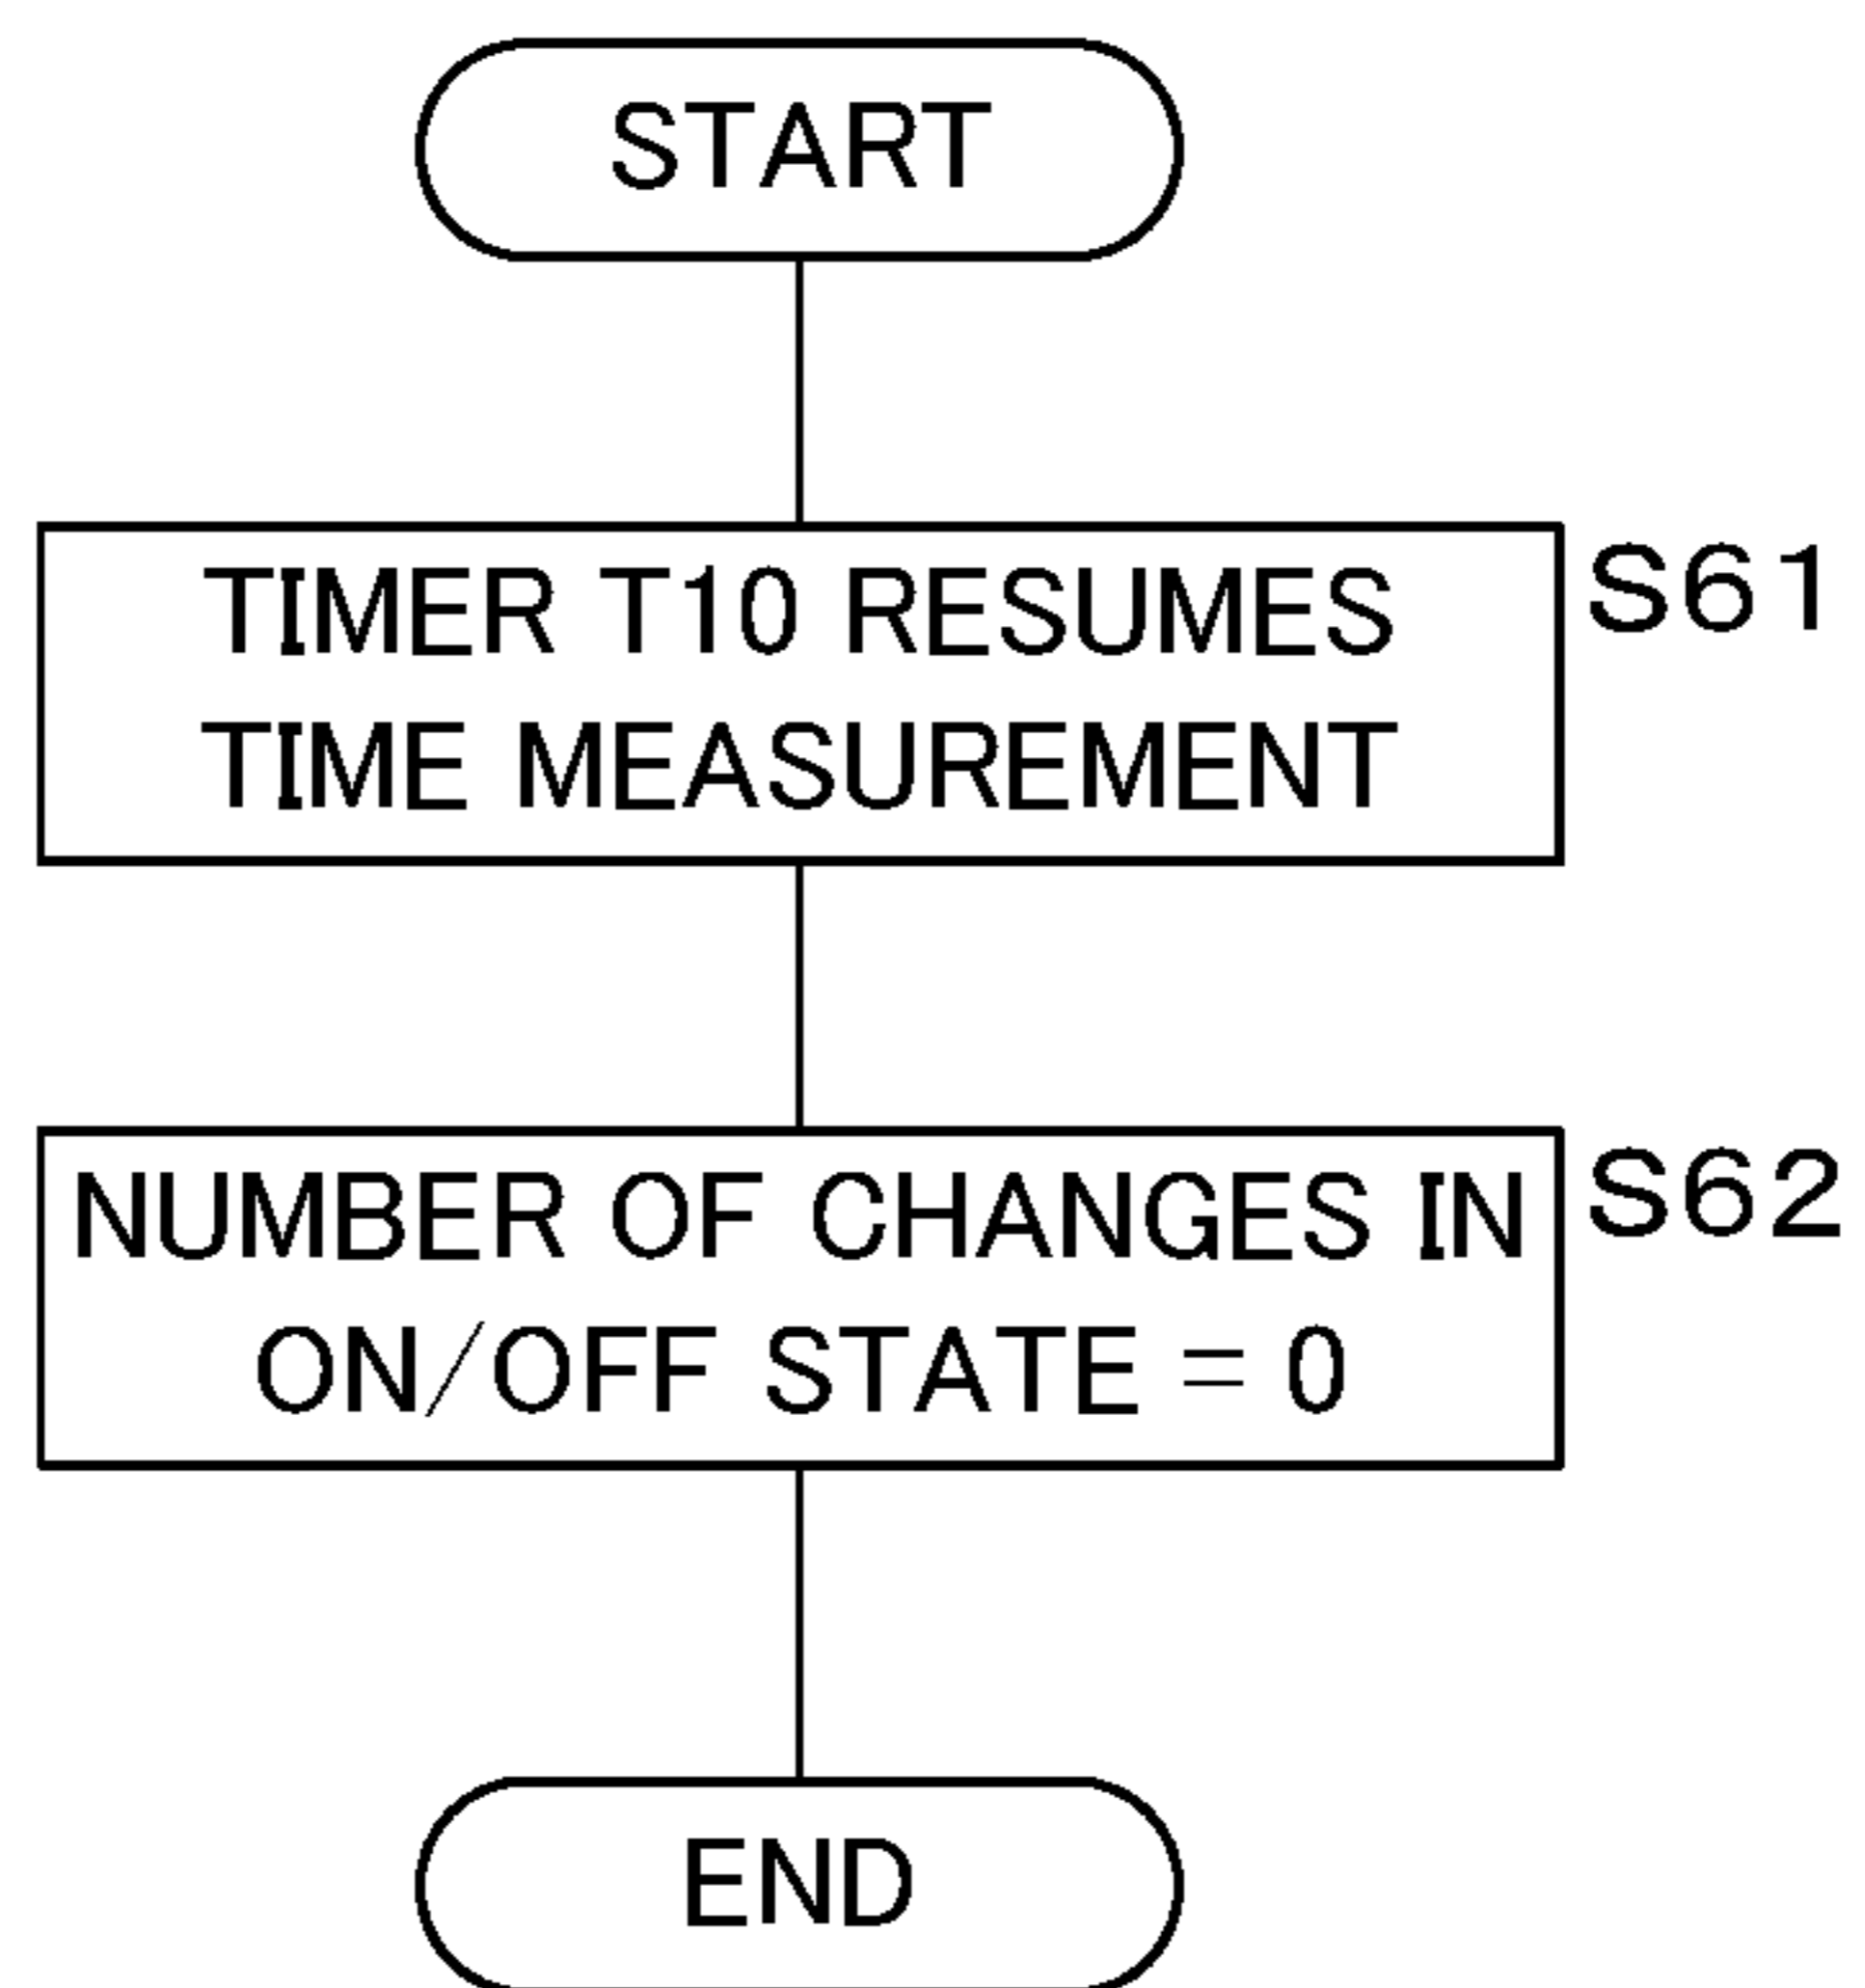 START
TIMER T10 RESUMES
TIME MEASUREMENT
S61
NUMBER OF CHANGES IN
ON/OFF STATE = 0
S62
END